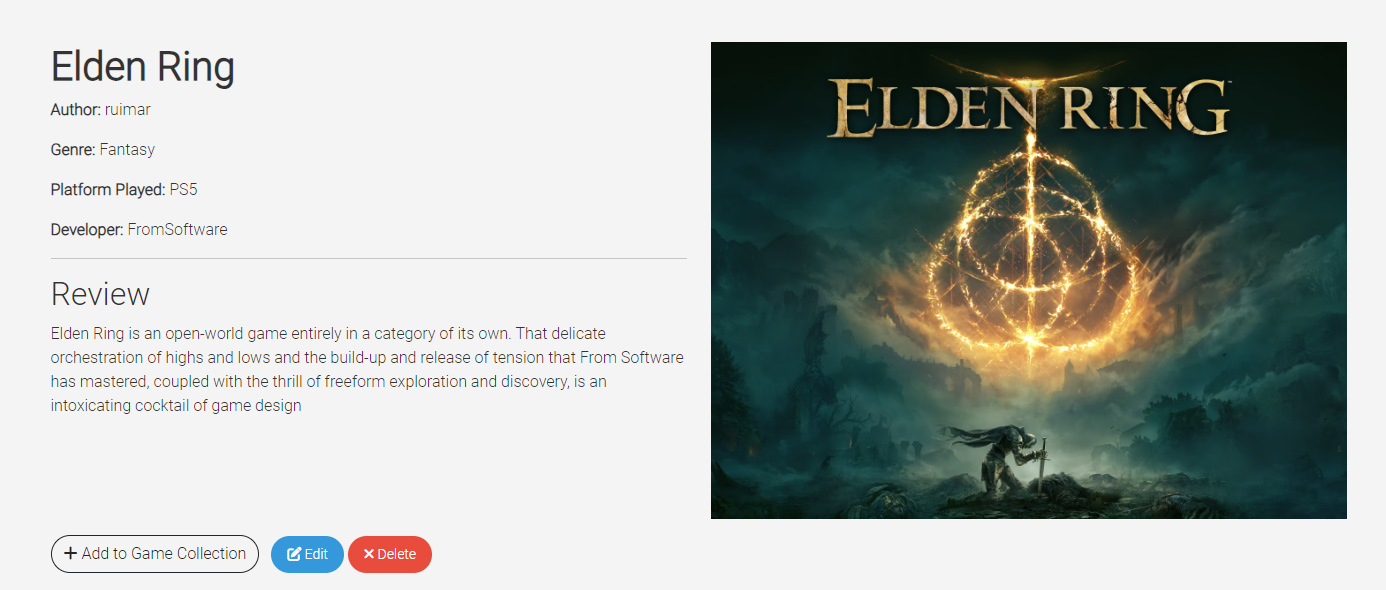 Elden Ring
Author: ruimar
Genre: Fantasy
Platform Played: PS5
Developer: FromSoftware
Review
Elden Ring is an open-world game entirely in a category of its own. That delicate
orchestration of highs and lows and the build-up and release of tension that From Software
has mastered, coupled with the thrill of freeform exploration and discovery, is an
intoxicating cocktail of game design
+ Add to Game Collection
Edit
Delete
ELDEN RING